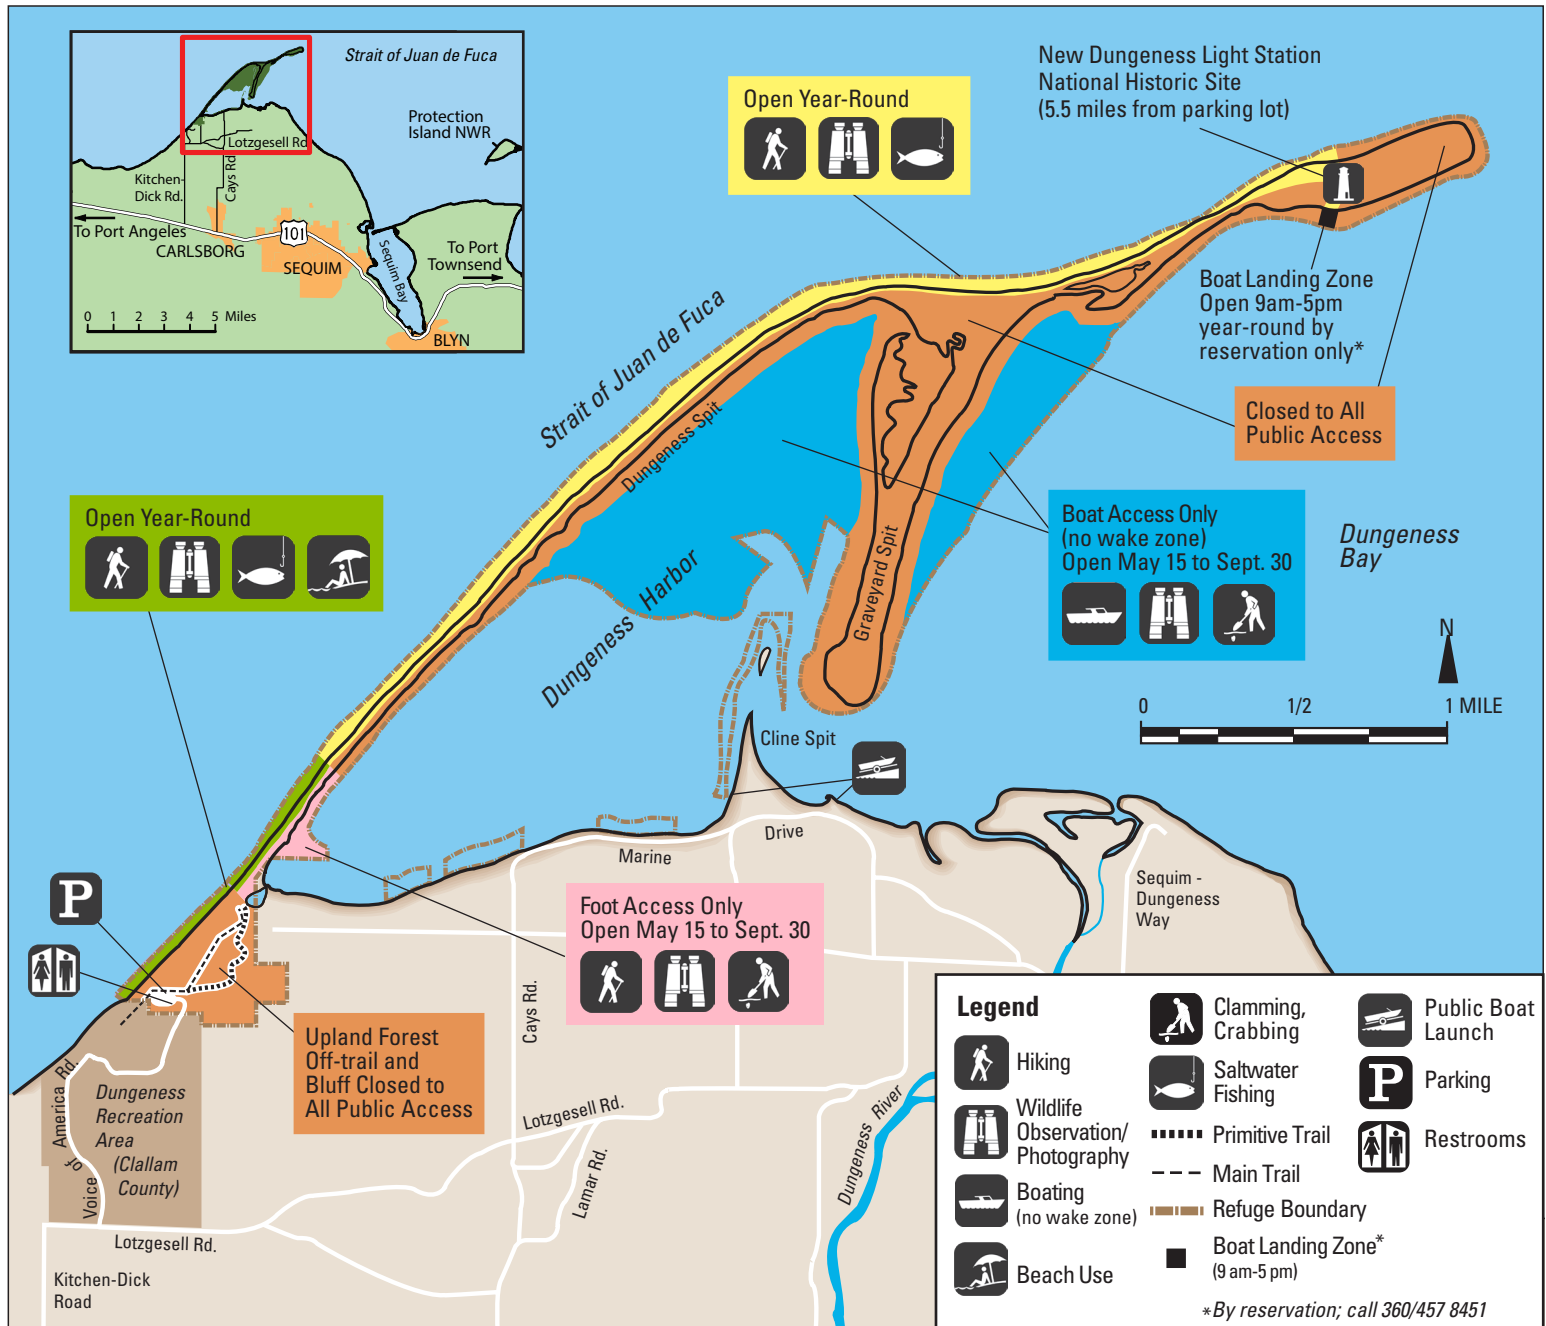 Strait of Juan de Fuca
Protection
Island NWR
Lotzgesell Rd
Kitchen-
Dick Rd.
Cays Rd
To Port Angeles
CARLSBORG
101
SEQUIM
Sequim Bay
To Port
Townsend
BLYN
0 1 2 3 4 5 Miles
Open Year-Round
New Dungeness Light Station
National Historic Site
(5.5 miles from parking lot)
Boat Landing Zone
Open 9am-5pm
year-round by
reservation only*
Closed to All
Public Access
Strait of Juan de Fuca
Dungeness Spit
Open Year-Round
Boat Access Only
(no wake zone)
Open May 15 to Sept. 30
Dungeness
Bay
Graveyard Spit
Dungeness Harbor
N
0 1/2 1 MILE
Cline Spit
Drive
Marine
P
Sequim -
Dungeness
Way
Foot Access Only
Open May 15 to Sept. 30
Cays Rd.
Upland Forest
Off-trail and
Bluff Closed to
All Public Access
Voice of America Rd.
Dungeness
Recreation
Area
(Clallam
County)
Lotzgesell Rd.
Lamar Rd.
Dungeness River
Lotzgesell Rd.
Kitchen-Dick
Road
Legend
Hiking
Wildlife
Observation/
Photography
Boating
(no wake zone)
Beach Use
Clamming,
Crabbing
Saltwater
Fishing
Primitive Trail
Main Trail
Refuge Boundary
Boat Landing Zone*
(9 am-5 pm)
Public Boat
Launch
P
Parking
Restrooms
*By reservation; call 360/457 8451